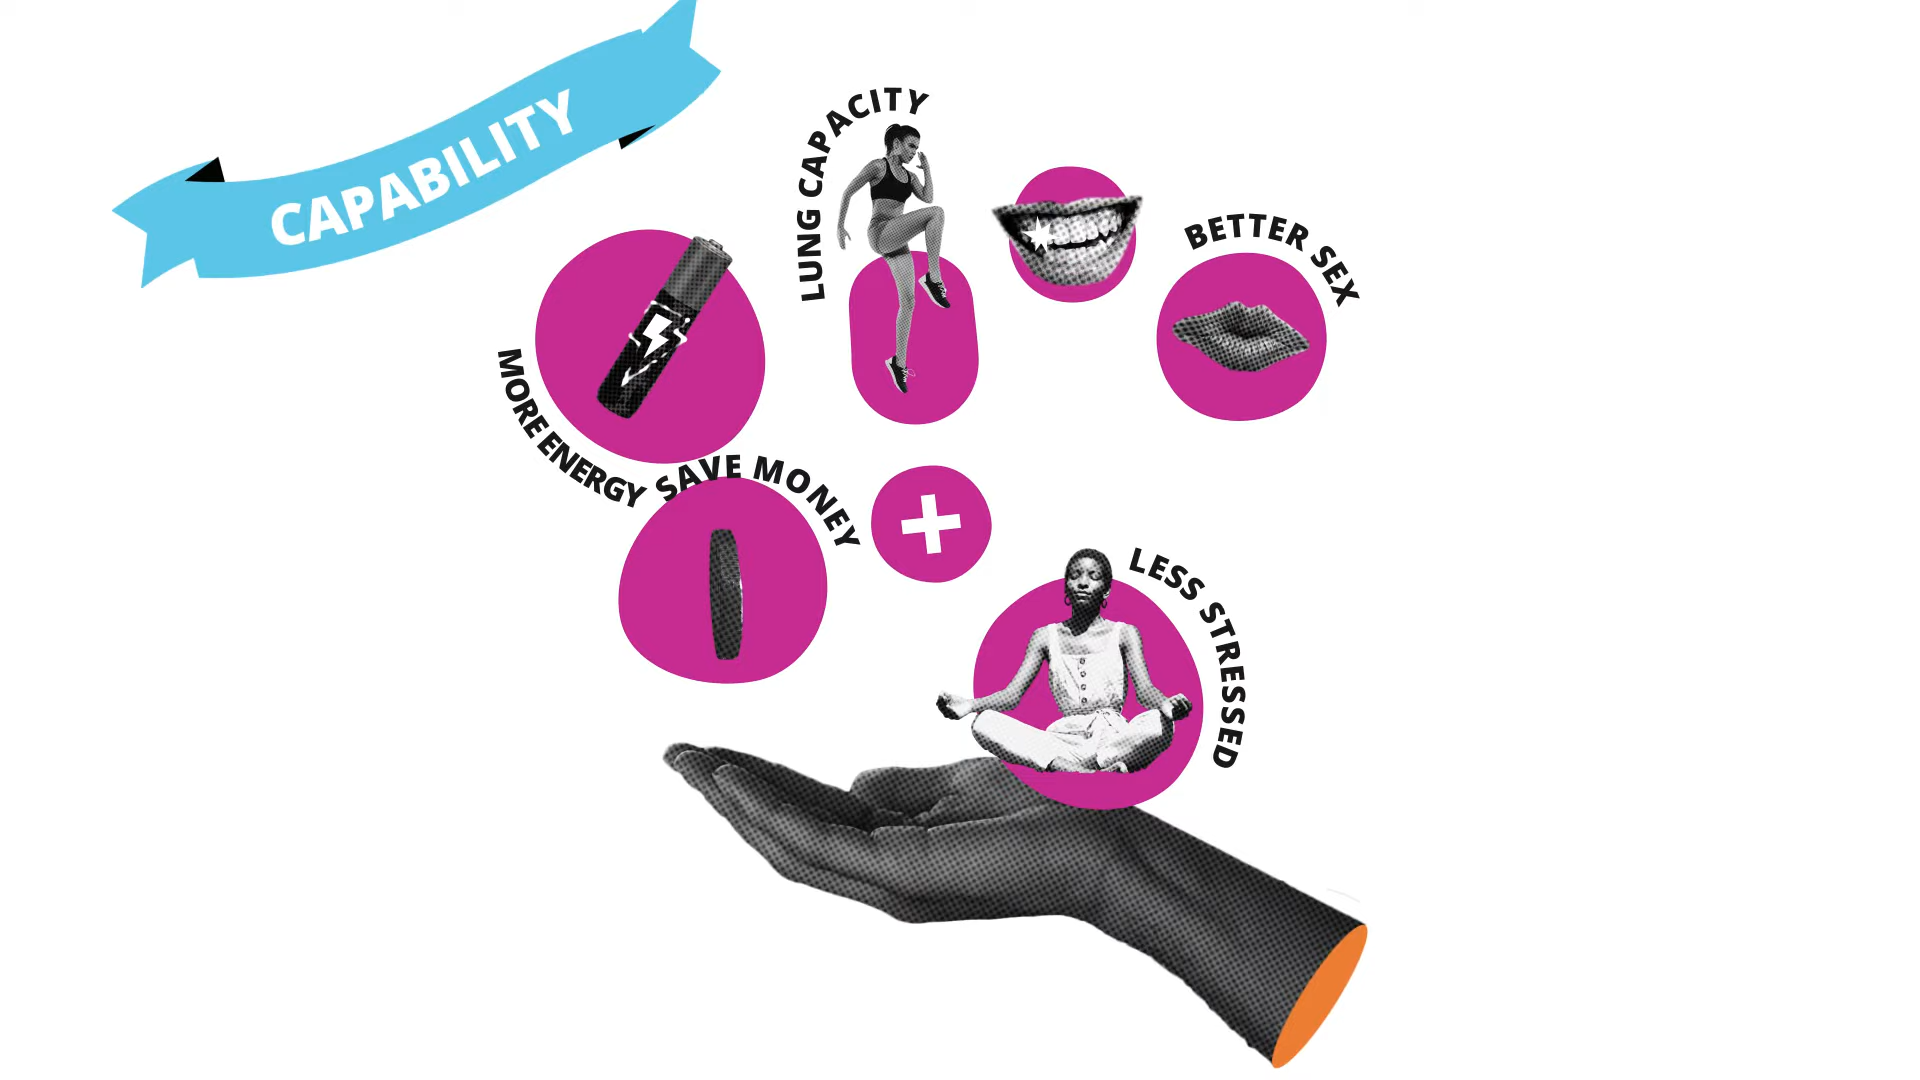 CAPABILITY
LUNG CAPACITY
BETTER SEX
MORE ENERGY
SAVE MONEY
LESS STRESSED